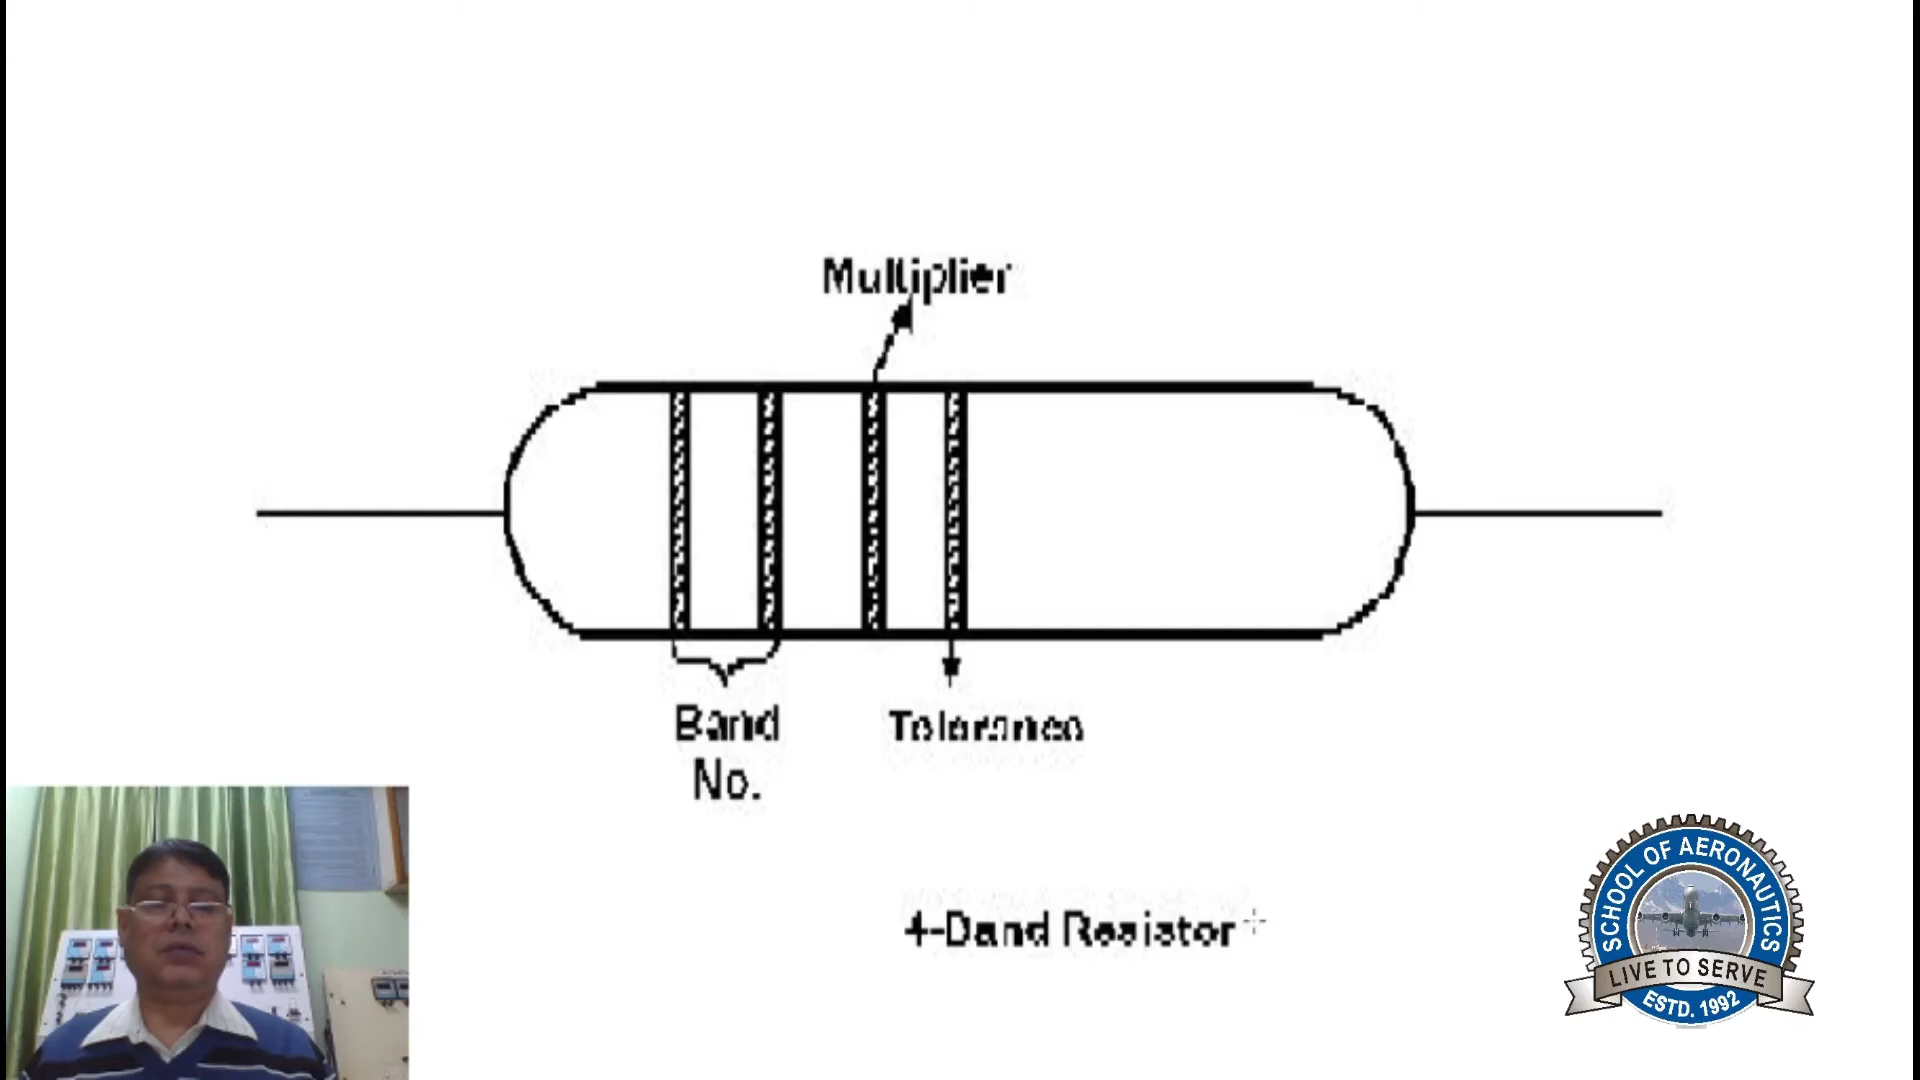 Multiplier
Band
No.
Tolerance
4-Band Resistor
SCHOOL OF AERONAUTICS
LIVE TO SERVE
ESTD. 1992